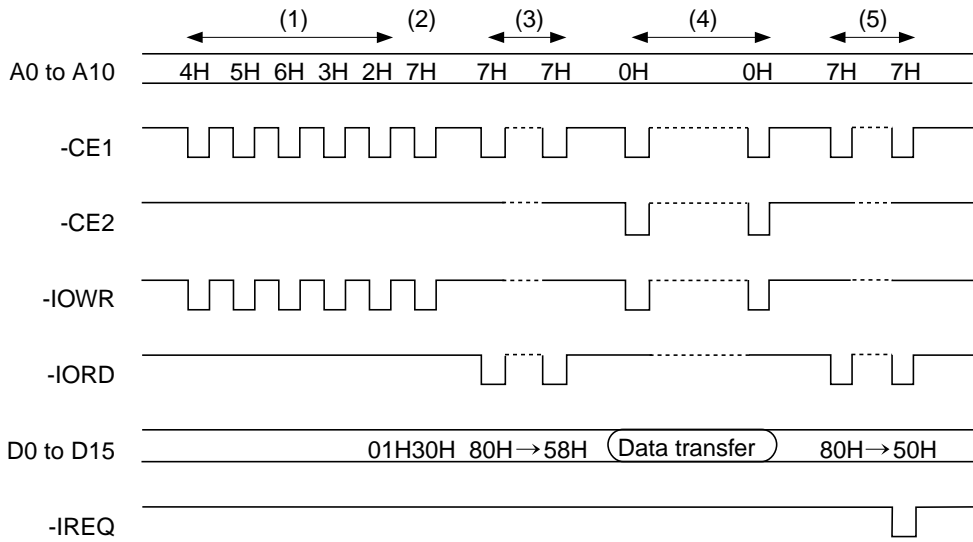 (1) (2) (3) (4) (5)
A0 to A10 4H 5H 6H 3H 2H 7H 7H 7H 0H 0H 7H 7H
-CE1
-CE2
-IOWR
-IORD
D0 to D15 01H30H 80H→58H Data transfer 80H→50H
-IREQ